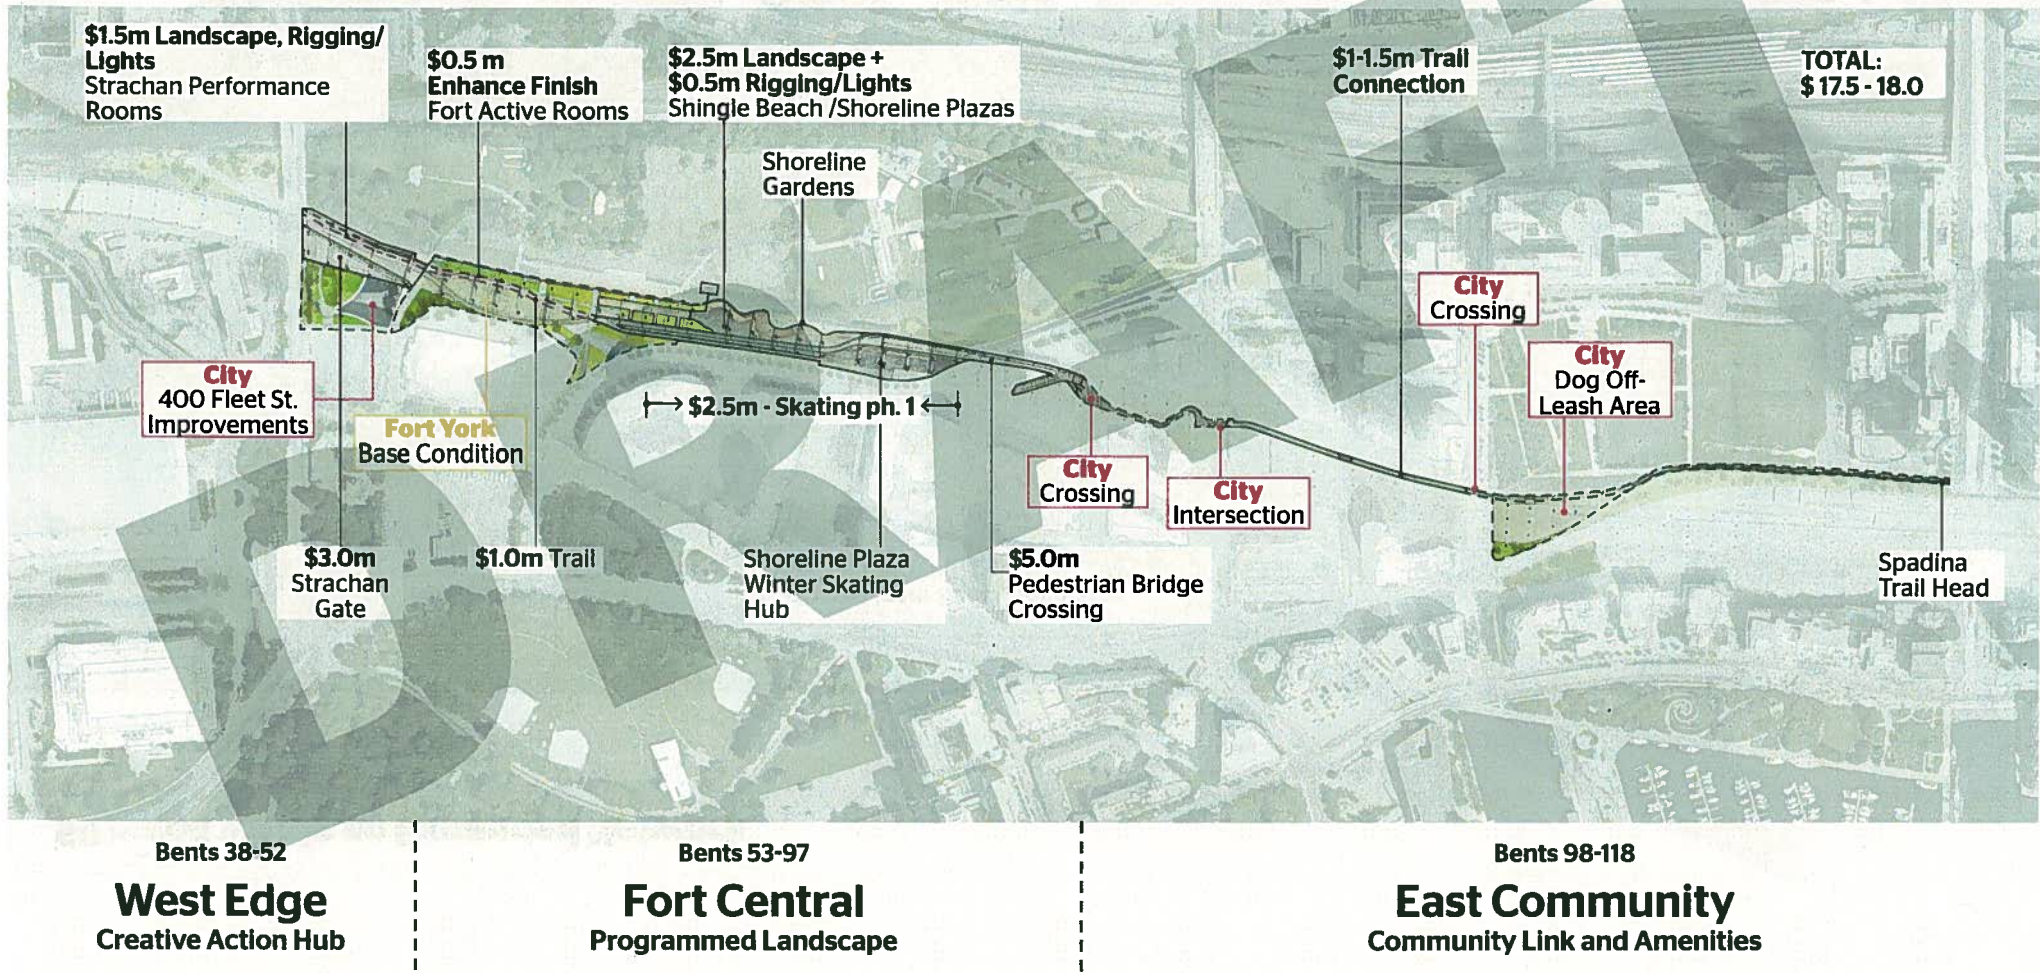 $1.5m Landscape, Rigging/
Lights
Strachan Performance
Rooms
$0.5 m
Enhance Finish
Fort Active Rooms
$2.5m Landscape +
$0.5m Rigging/Lights
Shingle Beach /Shoreline Plazas
Shoreline
Gardens
$1-1.5m Trail
Connection
TOTAL:
$ 17.5 - 18.0
City
Crossing
City
Dog Off-
Leash Area
City
400 Fleet St.
Improvements
Fort York
Base Condition
$2.5m - Skating ph. 1
City
Crossing
City
Intersection
$3.0m
Strachan
Gate
$1.0m Trail
Shoreline Plaza
Winter Skating
Hub
$5.0m
Pedestrian Bridge
Crossing
Spadina
Trail Head
DRAFT
Bents 38-52
West Edge
Creative Action Hub
Bents 53-97
Fort Central
Programmed Landscape
Bents 98-118
East Community
Community Link and Amenities